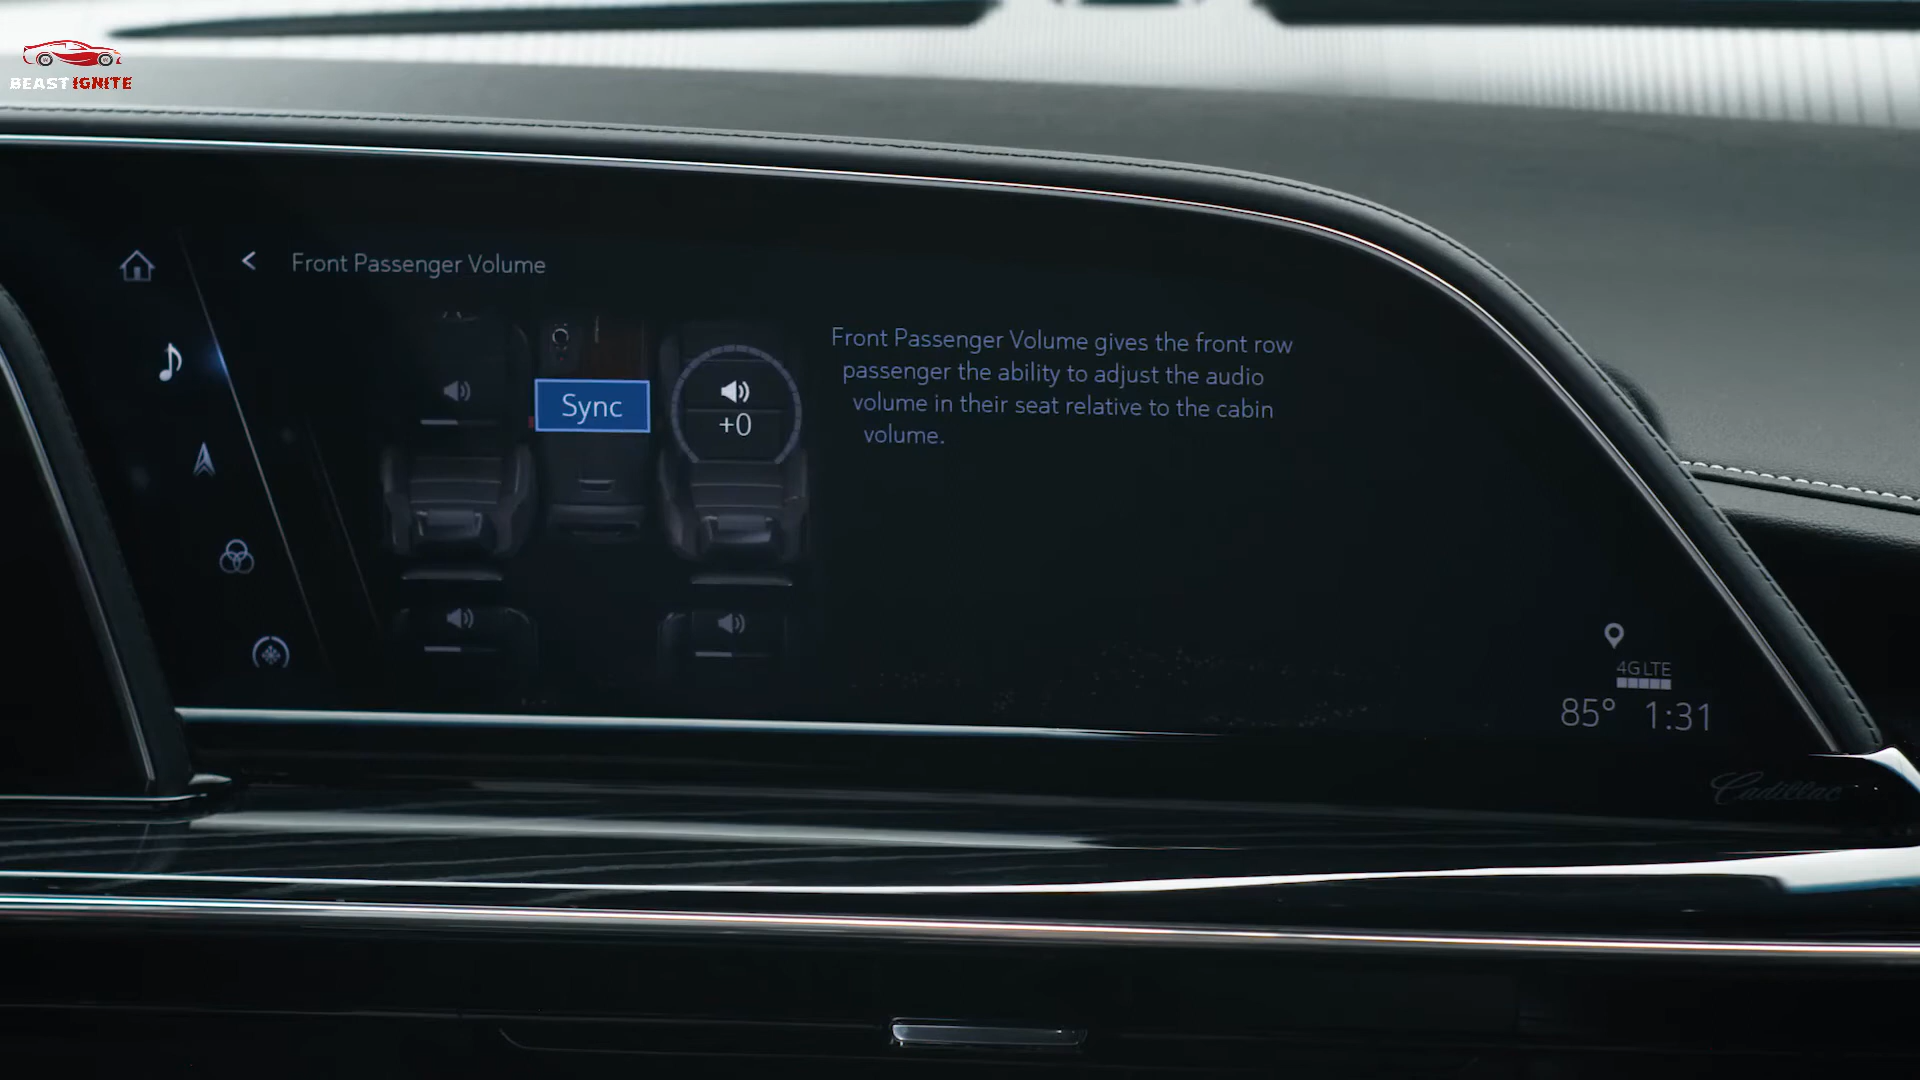 BEAST IGNITE
Front Passenger Volume
Sync
+0
Front Passenger Volume gives the front row
passenger the ability to adjust the audio
volume in their seat relative to the cabin
volume.
4G LTE
85° 1:31
Cadillac